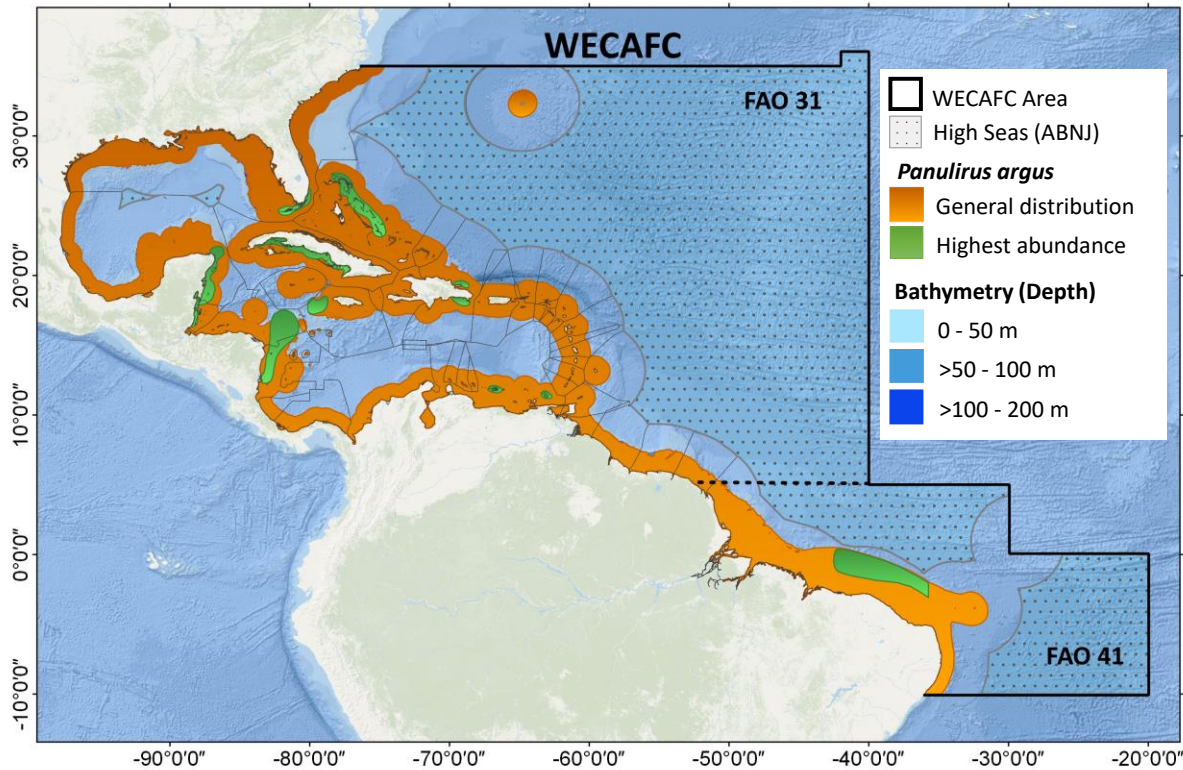 WECAFC
FAO 31
WECAFC Area
High Seas (ABNJ)
Panulirus argus
General distribution
Highest abundance
Bathymetry (Depth)
0 - 50 m
>50 - 100 m
>100 - 200 m
FAO 41
30°0'0"
20°0'0"
10°0'0"
0°0'0"
-10°0'0"
-90°0'0"
-80°0'0"
-70°0'0"
-60°0'0"
-50°0'0"
-40°0'0"
-30°0'0"
-20°0'0"